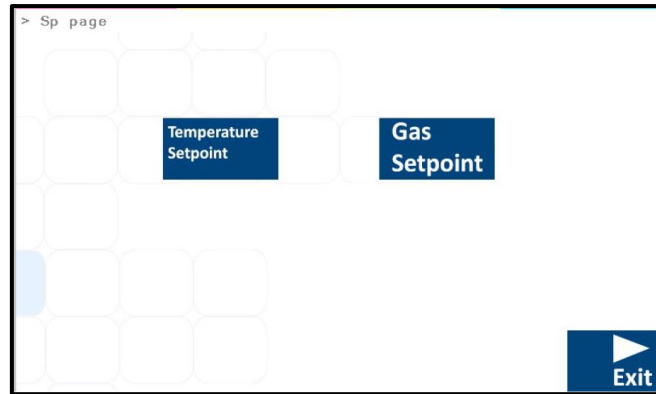 > Sp page
Temperature
Setpoint
Gas
Setpoint
Exit